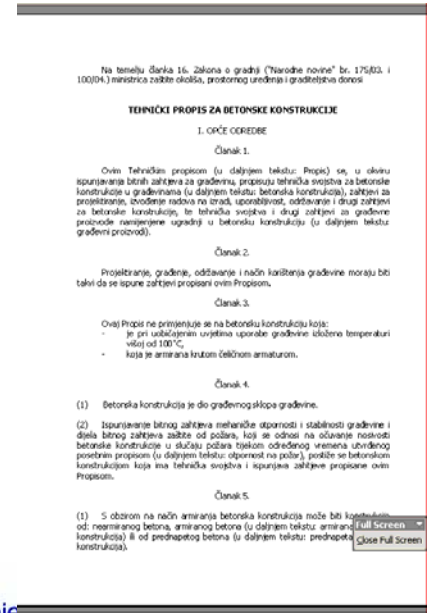 Na temelju članka 16. Zakona o gradnji ("Narodne novine" br. 175/03. i
100/04.) ministrica zaštite okoliša, prostornog uređenja i graditeljstva donosi
TEHNIČKI PROPIS ZA BETONSKE KONSTRUKCIJE
I. OPĆE ODREDBE
Članak 1.
Ovim Tehničkim propisom (u daljnjem tekstu: Propis) se, u okviru
ispunjavanja bitnih zahtjeva za građevinu, propisuju tehnička svojstva za betonske
konstrukcije u građevinama (u daljnjem tekstu: betonska konstrukcija), zahtjevi za
projektiranje, izvođenje radova na izradi, uporabljivost, održavanje i drugi zahtjevi
za betonske konstrukcije, te tehnička svojstva i drugi zahtjevi za građevne
proizvode namijenjene ugradnji u betonsku konstrukciju (u daljnjem tekstu:
građevni proizvodi).
Članak 2.
Projektiranje, građenje, održavanje i način korištenja građevine moraju biti
takvi da se ispune zahtjevi propisani ovim Propisom.
Članak 3.
Ovaj Propis ne primjenjuje se na betonsku konstrukciju koja:
- je pri uobičajenim uvjetima uporabe građevine izložena temperaturi
višoj od 100°C,
- koja je armirana krutom čeličnom armaturom.
Članak 4.
(1) Betonska konstrukcija je dio građevnog sklopa građevine.
(2) Ispunjavanje bitnog zahtjeva mehaničke otpornosti i stabilnosti građevine i
dijela bitnog zahtjeva zaštite od požara, koji se odnosi na očuvanje nosivosti
betonske konstrukcije u slučaju požara tijekom određenog vremena utvrđenog
posebnim propisom (u daljnjem tekstu: otpornost na požar), postiže se betonskom
konstrukcijom koja ima tehnička svojstva i ispunjava zahtjeve propisane ovim
Propisom.
Članak 5.
(1) S obzirom na način armiranja betonska konstrukcija može biti
od: nearmiranog betona, armiranog betona (u daljnjem tekstu: armirana
konstrukcija) ili od prednapetog betona (u daljnjem tekstu: prednapeta
konstrukcija).
Full Screen
Close Full Screen